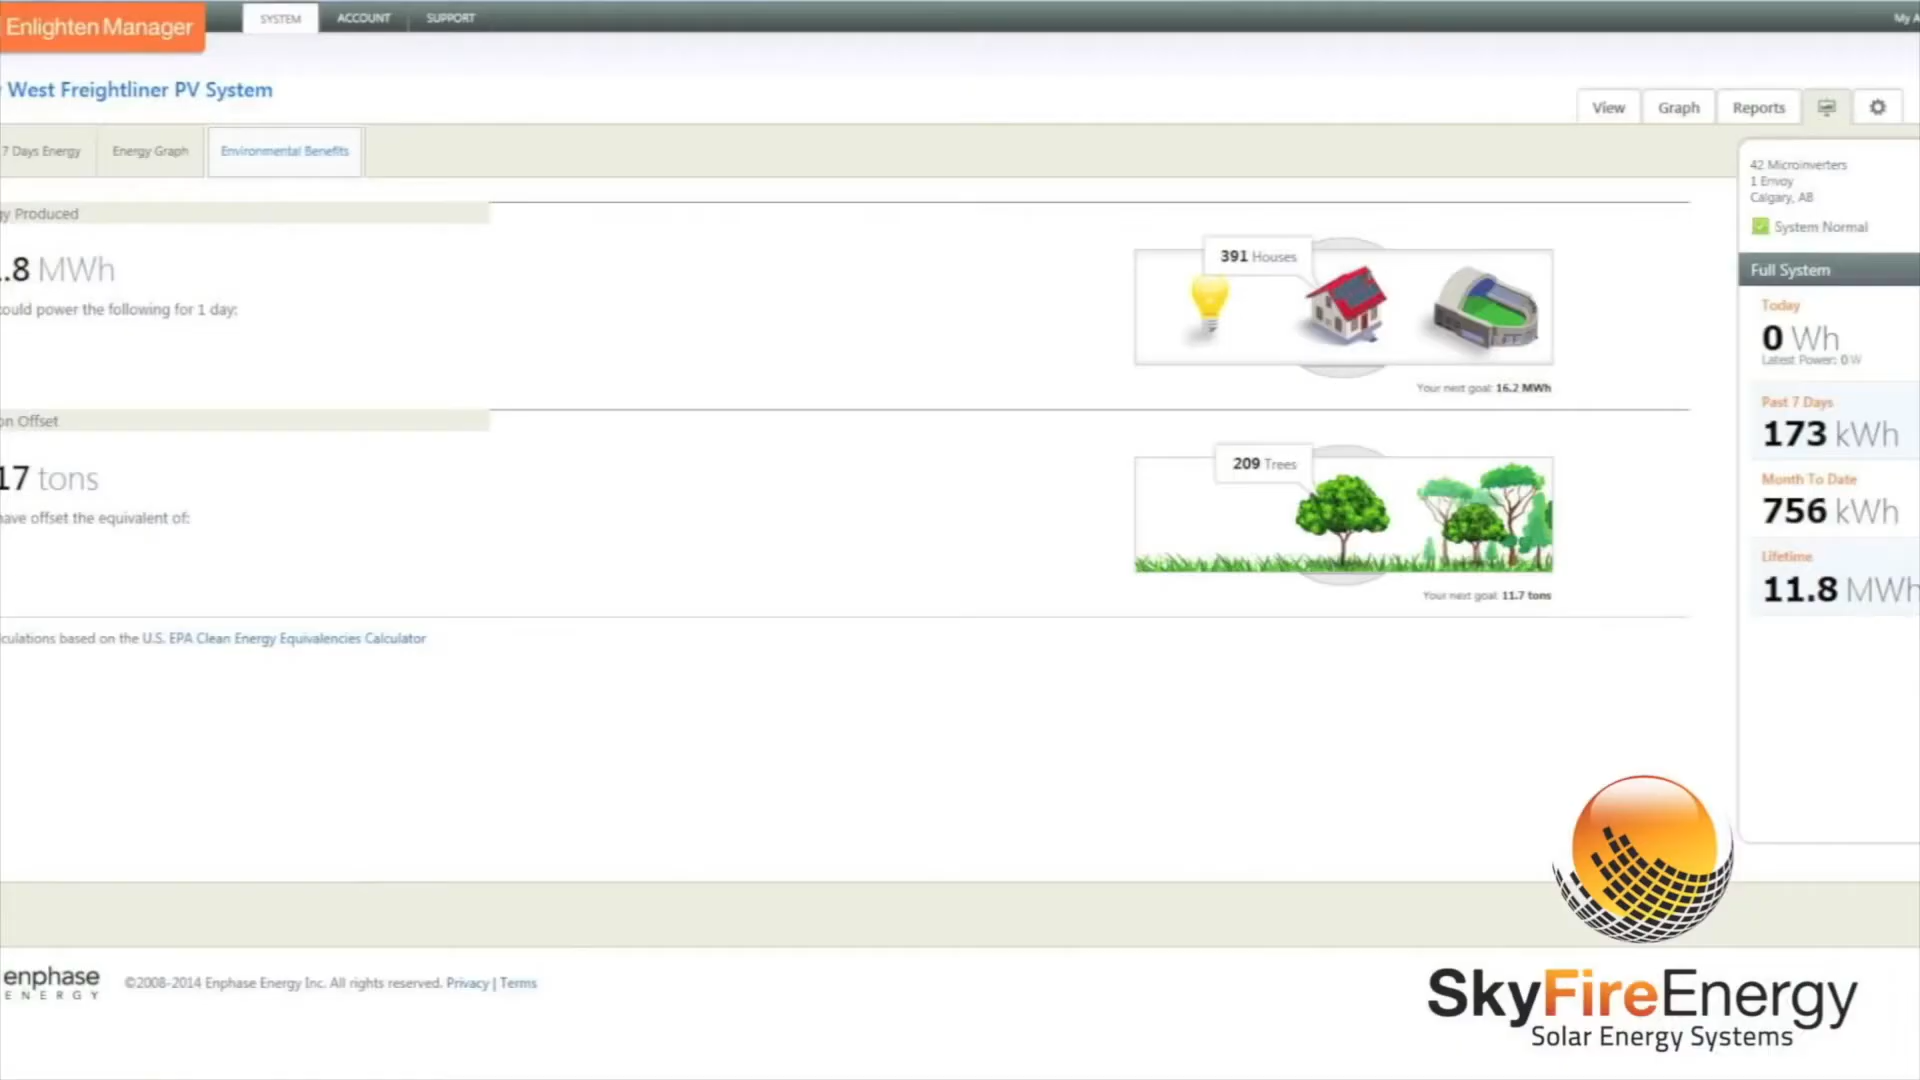 Enlighten Manager
SYSTEM
ACCOUNT
SUPPORT
My A
West Freightliner PV System
View
Graph
Reports
7 Days Energy
Energy Graph
Environmental Benefits
gy Produced
.8 MWh
ould power the following for 1 day:
391 Houses
Your next goal: 16.2 MWh
on Offset
17 tons
have offset the equivalent of:
209 Trees
Your next goal: 11.7 tons
culations based on the U.S. EPA Clean Energy Equivalencies Calculator
42 Microinverters
1 Envoy
Calgary, AB
System Normal
Full System
Today
0 Wh
Latest Power: 0 W
Past 7 Days
173 kWh
Month To Date
756 kWh
Lifetime
11.8 MWh
enphase
ENERGY
©2008-2014 Enphase Energy Inc. All rights reserved. Privacy | Terms
SkyFireEnergy
Solar Energy Systems